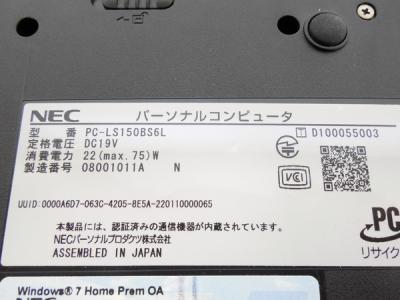 NEC パーソナルコンピュータ
型番 PC-LS150BS6L
T D100055003
定格電圧 DC19V
消費電力 22(max.75)W
製造番号 08001011A N
VCCI
UUID:0000A6D7-063C-4205-8E5A-220110000065
本製品には、認証済みの通信機器が内蔵されています。
NECパーソナルプロダクツ株式会社
ASSEMBLED IN JAPAN
PC
リサイク
Windows® 7 Home Prem OA